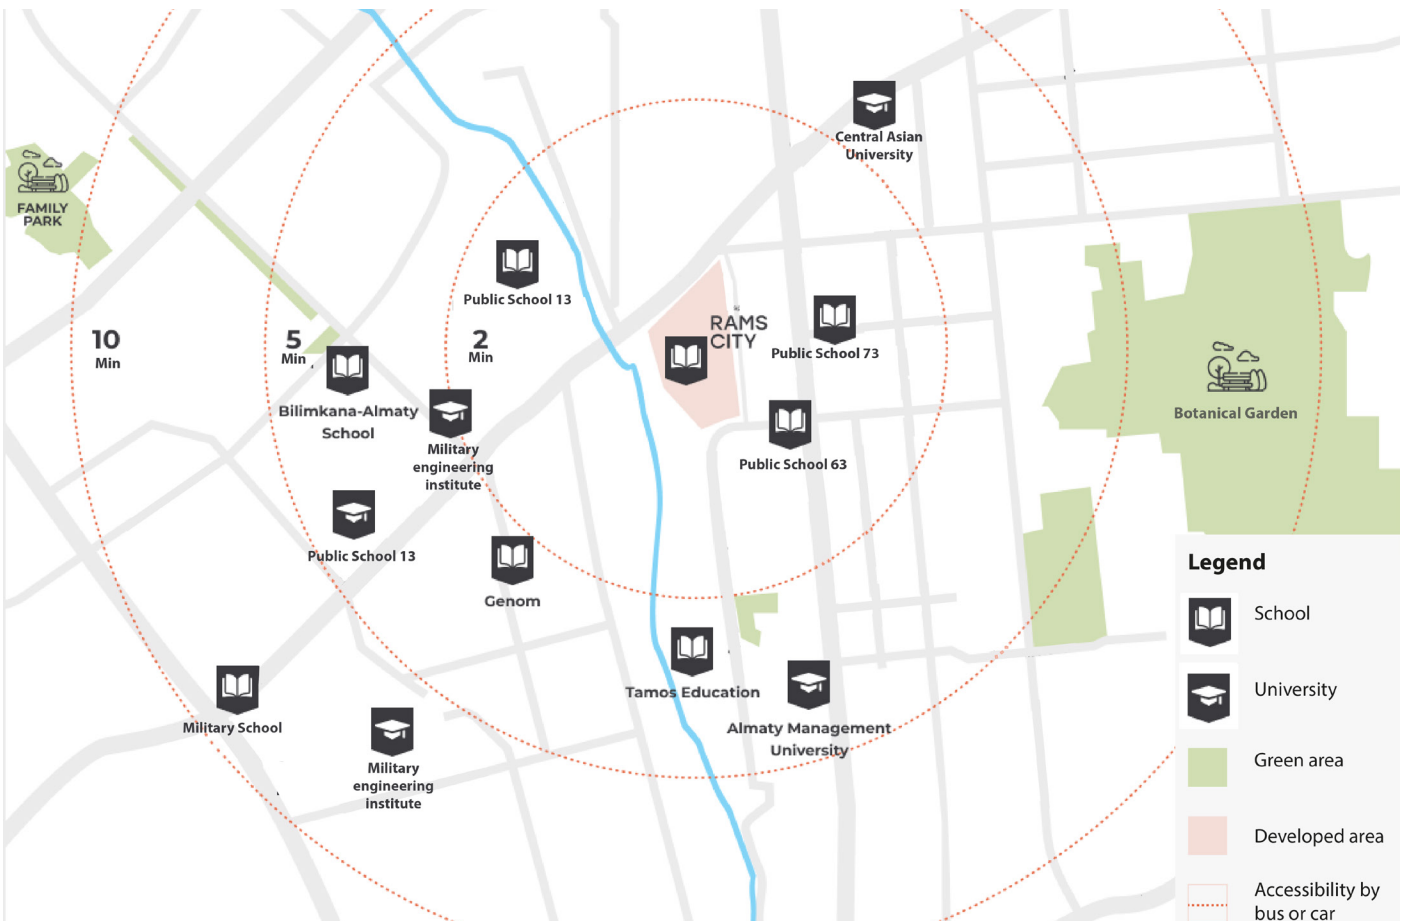 Central Asian
University
FAMILY
PARK
Public School 13
10
Min
5
Min
2
Min
RAMS
CITY
Public School 73
Bilimkana-Almaty
School
Military
engineering
institute
Public School 63
Botanical Garden
Public School 13
Genom
Tamos Education
Military School
Almaty Management
University
Military
engineering
institute
Legend
School
University
Green area
Developed area
Accessibility by
bus or car